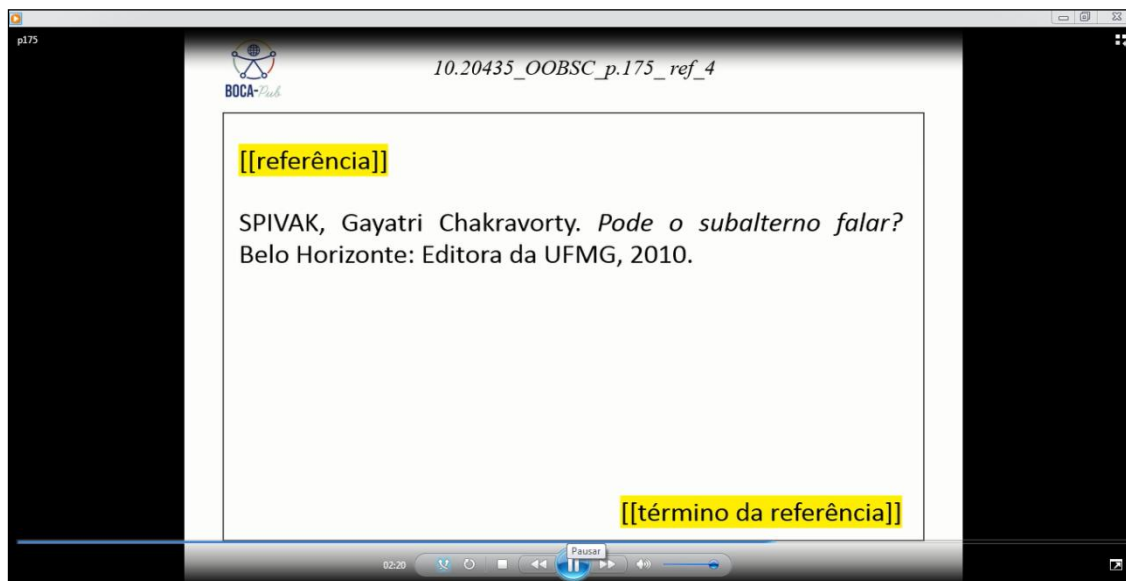 p175
BOCA-Pub
10.20435_OOBSC_p.175_ ref_4
[[referência]]
SPIVAK, Gayatri Chakravorty. Pode o subalterno falar?
Belo Horizonte: Editora da UFMG, 2010.
[[término da referência]]
Pausar
02:20